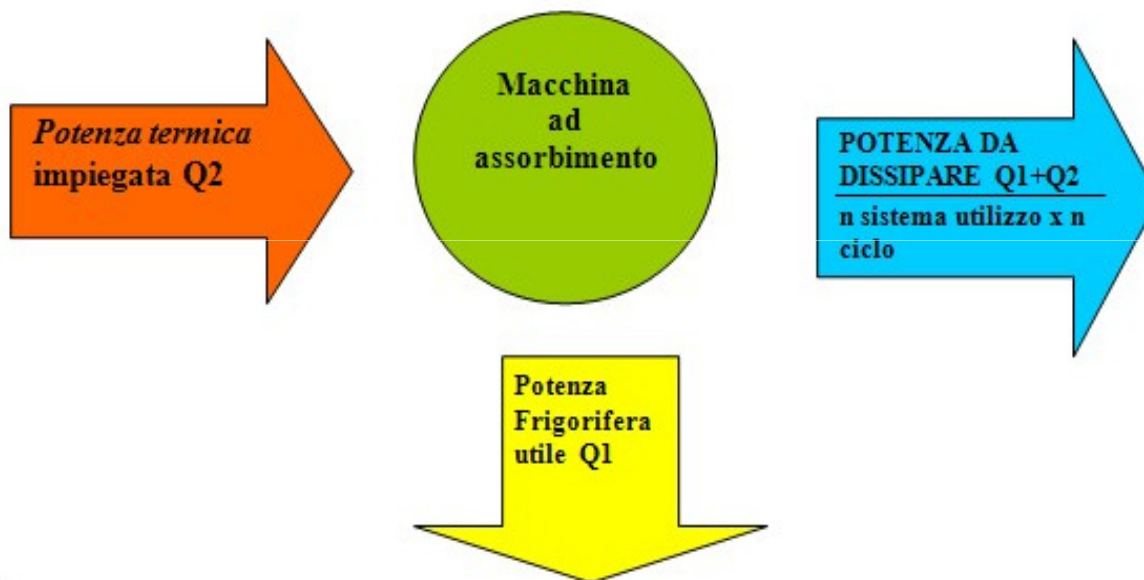 Potenza termica
impiegata Q2
Macchina
ad
assorbimento
POTENZA DA
DISSIPARE Q1+Q2
n sistema utilizzo x n
ciclo
Potenza
Frigorifera
utile Q1